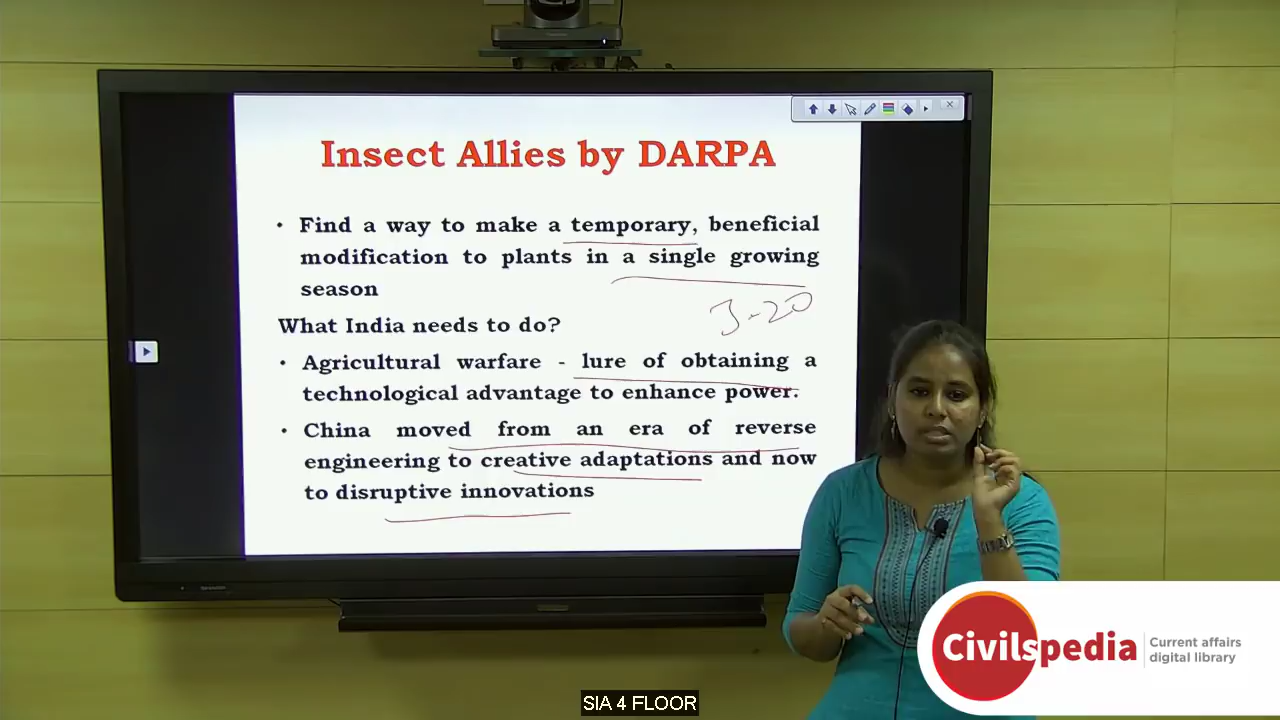 Insect Allies by DARPA
• Find a way to make a temporary, beneficial
modification to plants in a single growing
season
What India needs to do?
• Agricultural warfare - lure of obtaining a
technological advantage to enhance power.
• China moved from an era of reverse
engineering to creative adaptations and now
to disruptive innovations
Civilspedia
Current affairs
digital library
SIA 4 FLOOR